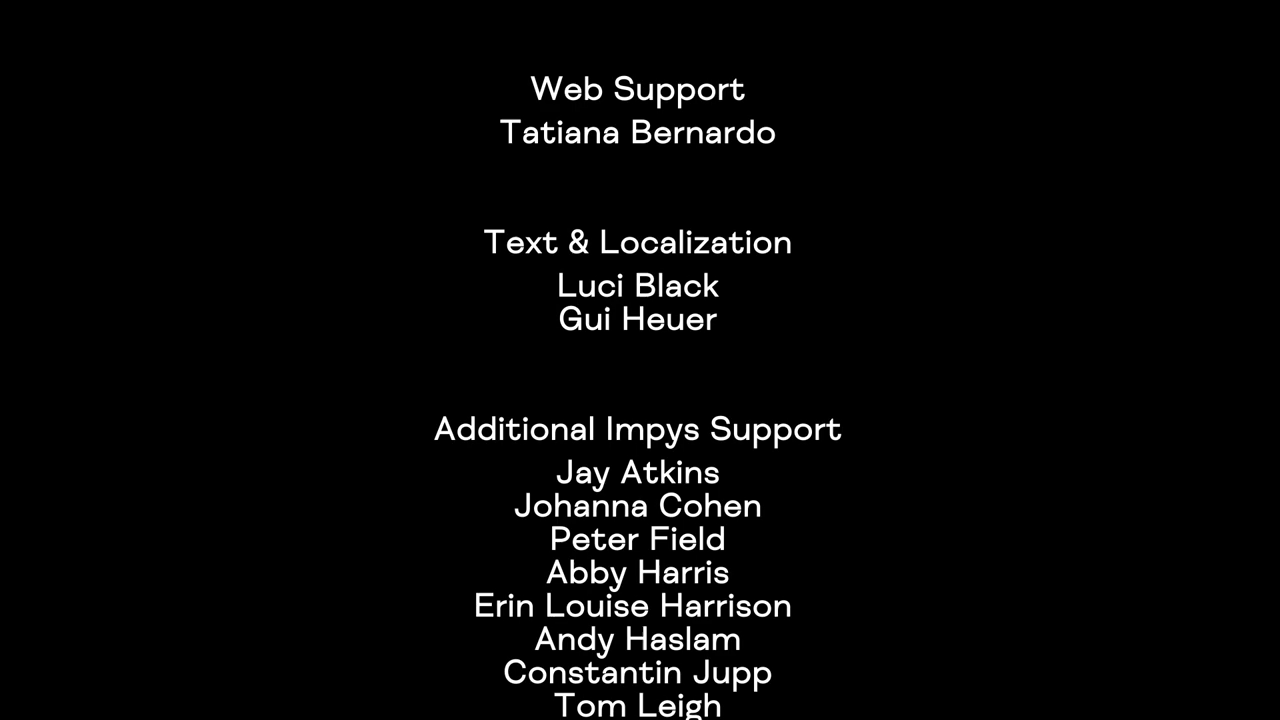 Web Support
Tatiana Bernardo
Text & Localization
Luci Black
Gui Heuer
Additional Impys Support
Jay Atkins
Johanna Cohen
Peter Field
Abby Harris
Erin Louise Harrison
Andy Haslam
Constantin Jupp
Tom Leigh